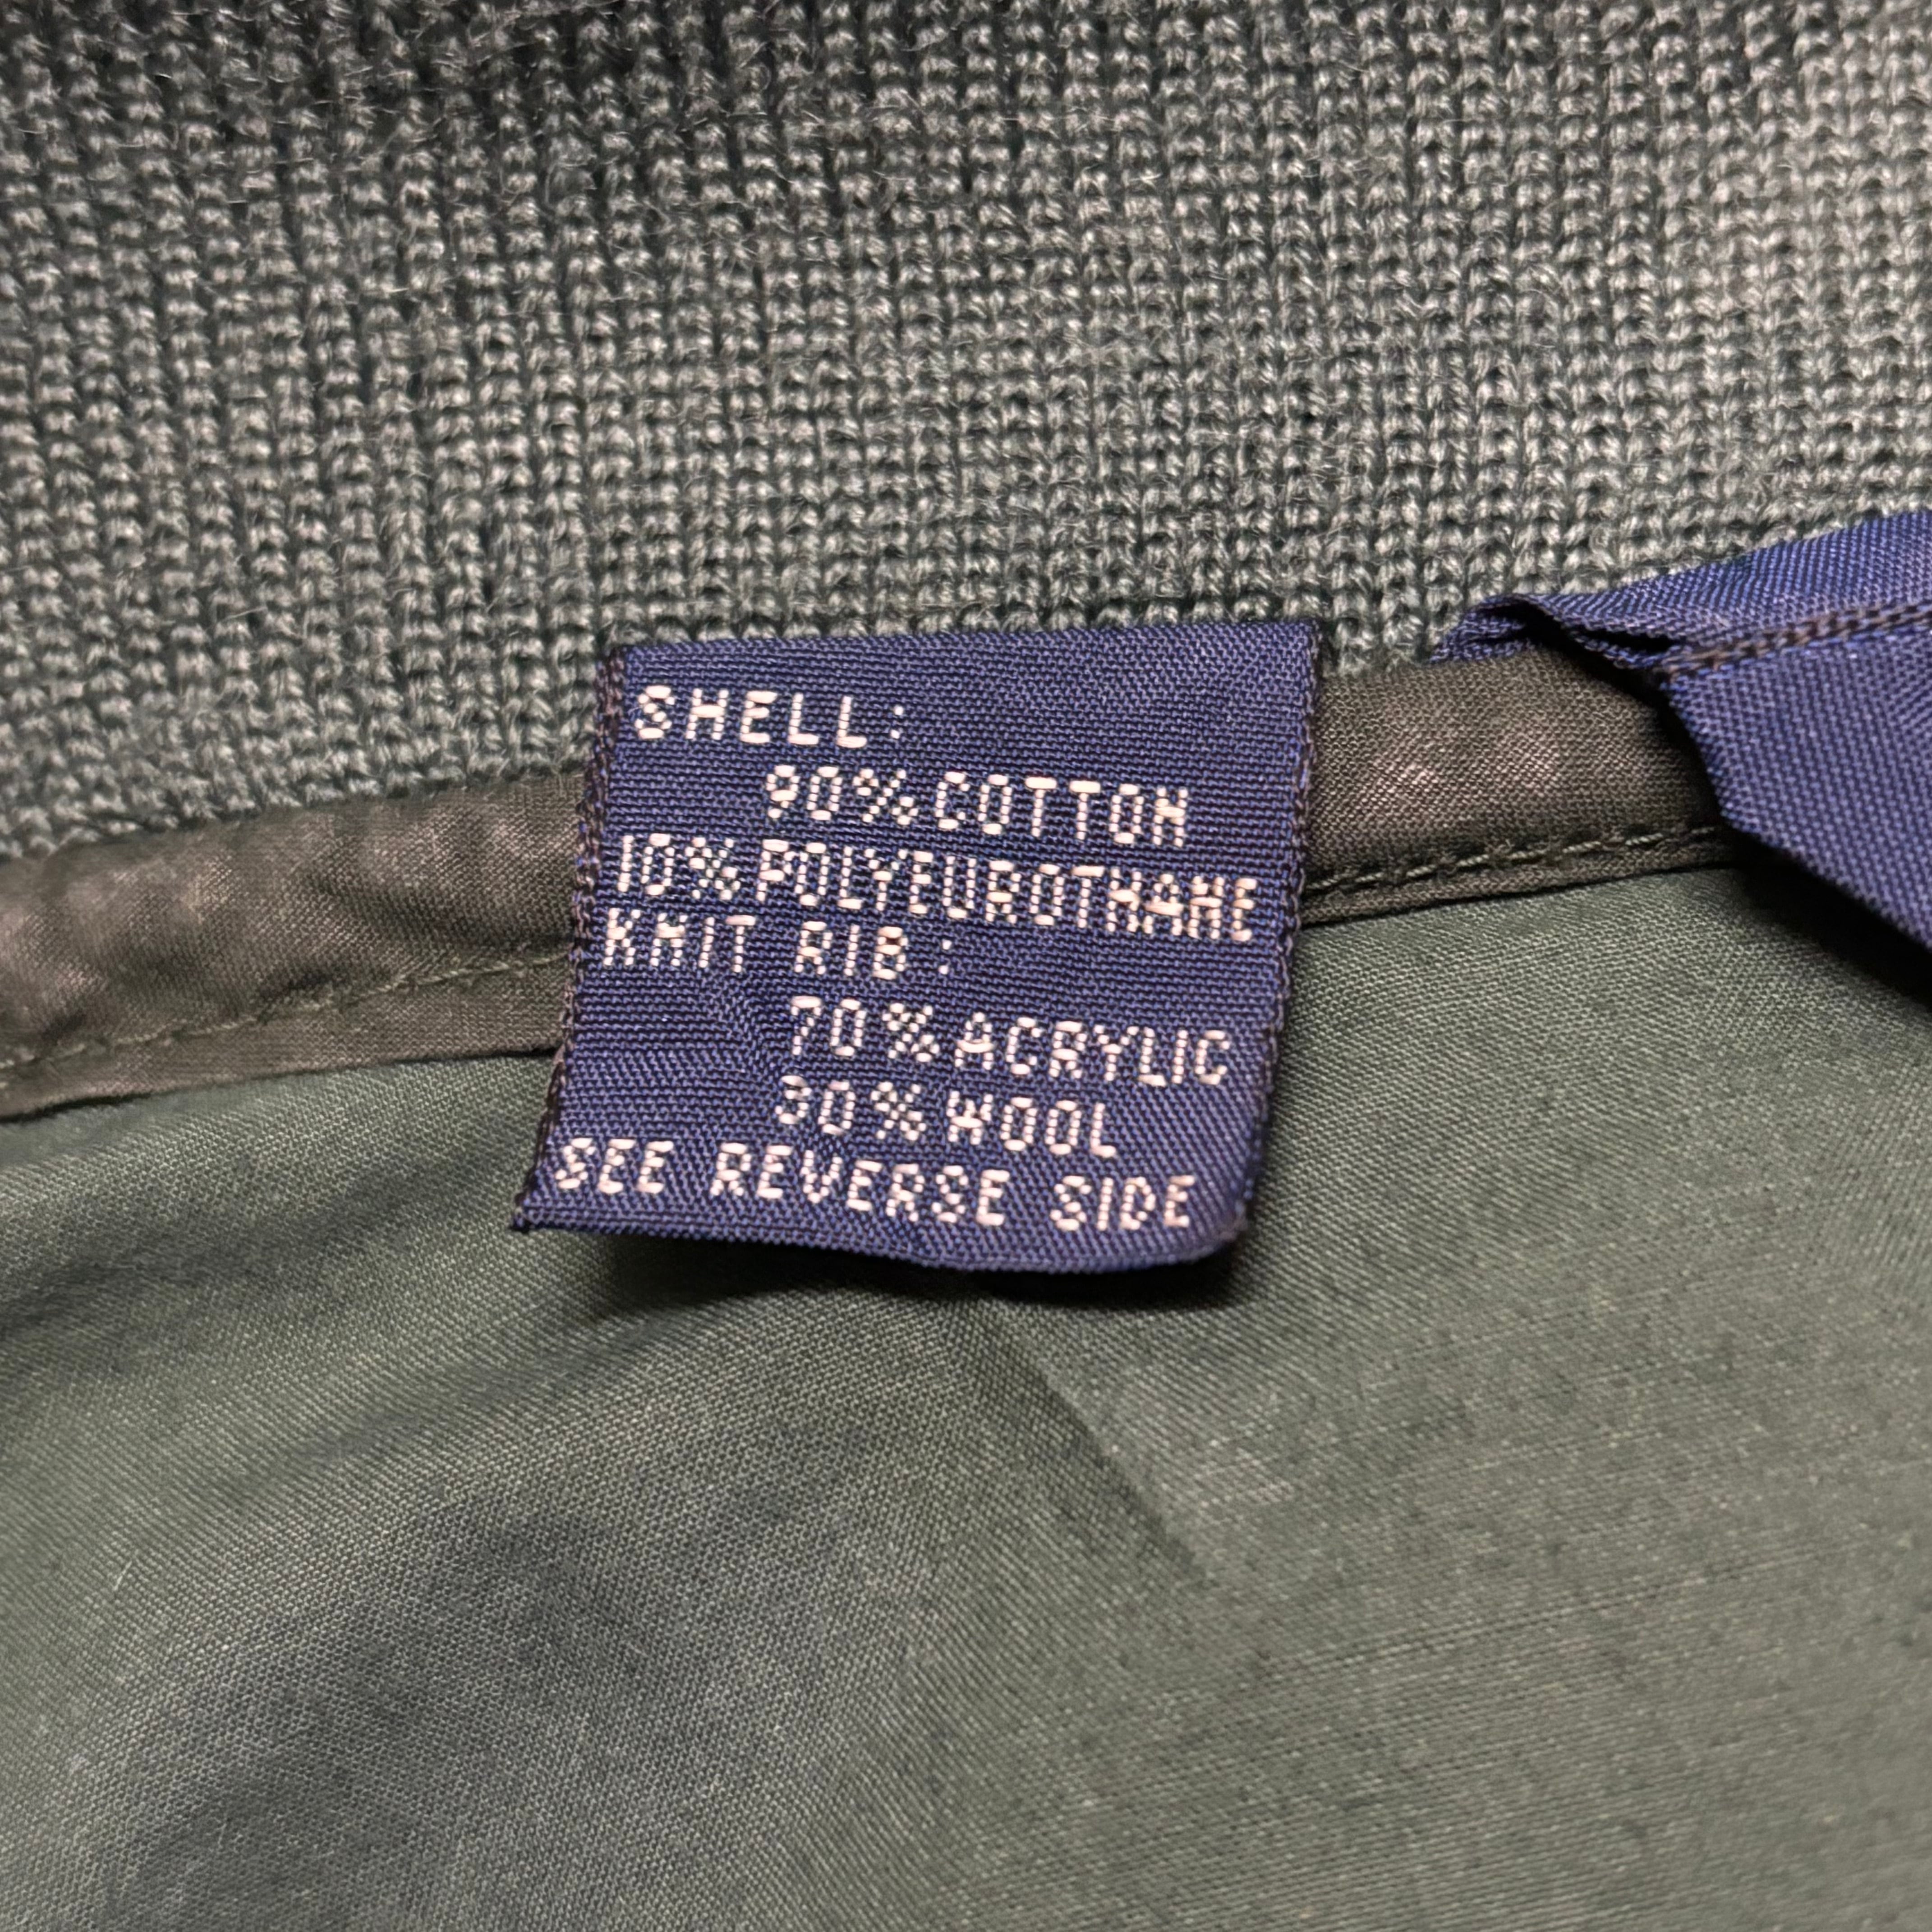 SHELL:
90% COTTON
10% POLYEUROTHANE
KNIT RIB:
70% ACRYLIC
30% WOOL
SEE REVERSE SIDE